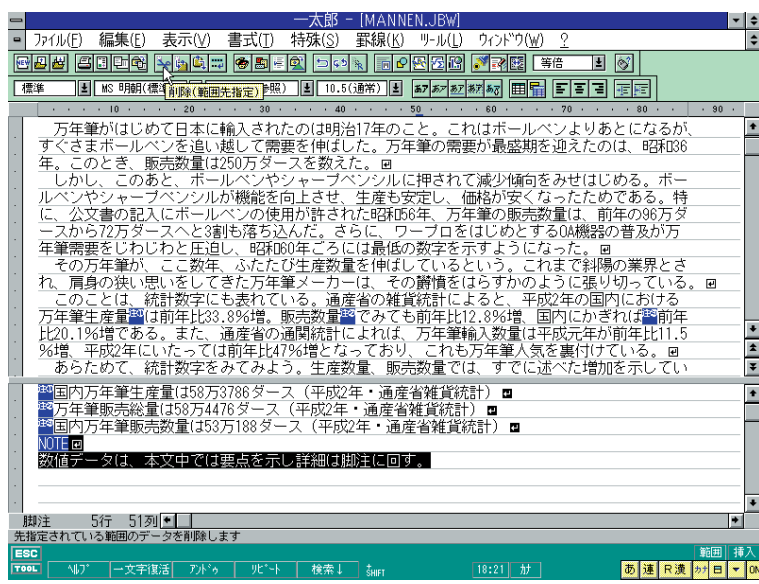 一太郎 - [MANNEN.JBW]
ファイル(F) 編集(E) 表示(V) 書式(T) 特殊(S) 罫線(K) ツール(L) ウィンドウ(W) ?
等倍
標準 MS 明朝(標準 削除(範囲先指定) 参照) 10.5(通常)
10 20 30 40 50 60 70 80 90
万年筆がはじめて日本に輸入されたのは明治17年のこと。これはボールペンよりあとになるが、
すぐさまボールペンを追い越して需要を伸ばした。万年筆の需要が最盛期を迎えたのは、昭和36
年。このとき、販売数量は250万ダースを数えた。
しかし、このあと、ボールペンやシャープペンシルに押されて減少傾向をみせはじめる。ボー
ルペンやシャープペンシルが機能を向上させ、生産も安定し、価格が安くなったためである。特
に、公文書の記入にボールペンの使用が許された昭和56年、万年筆の販売数量は、前年の96万ダ
ースから72万ダースへと3割も落ち込んだ。さらに、ワープロをはじめとするOA機器の普及が万
年筆需要をじわじわと圧迫し、昭和60年ごろには最低の数字を示すようになった。
その万年筆が、ここ数年、ふたたび生産数量を伸ばしているという。これまで斜陽の業界とさ
れ、肩身の狭い思いをしてきた万年筆メーカーは、その欝憤をはらすかのように張り切っている。
このことは、統計数字にも表れている。通産省の雑貨統計によると、平成2年の国内における
万年筆生産量注1は前年比33.8%増。販売数量注2でみても前年比12.8%増、国内にかぎれば注3前年
比20.1%増である。また、通産省の通関統計によれば、万年筆輸入数量は平成元年が前年比11.5
%増、平成2年にいたっては前年比47%増となっており、これも万年筆人気を裏付けている。
あらためて、統計数字をみてみよう。生産数量、販売数量では、すでに述べた増加を示してい
注1国内万年筆生産量は58万3786ダース（平成2年・通産省雑貨統計）
注2万年筆販売総量は58万4476ダース（平成2年・通産省雑貨統計）
注3国内万年筆販売数量は53万188ダース（平成2年・通産省雑貨統計）
NOTE
数値データは、本文中では要点を示し詳細は脚注に回す。
脚注 5行 51列
先指定されている範囲のデータを削除します
ESC 範囲 挿入
TOOL ヘルプ 一文字復活 アンドゥ リピート 検索↓ SHIFT 18:21 カナ あ 連 R漢 カナ ON